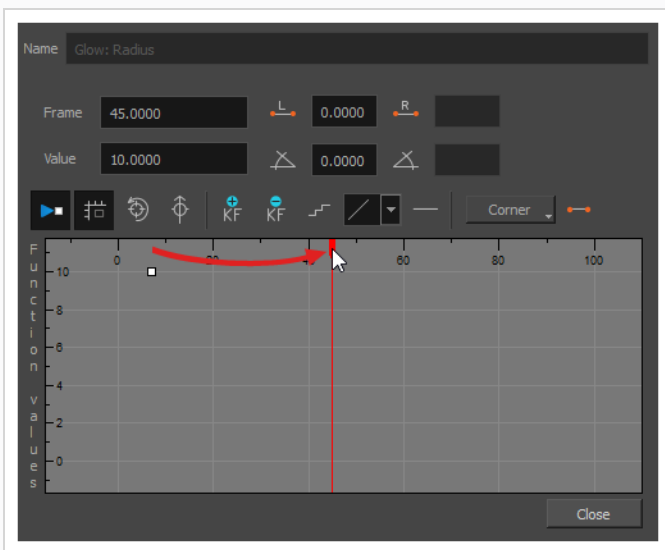 Name Glow: Radius
Frame 45.0000 L 0.0000 R
Value 10.0000 0.0000
KF KF Corner
Function values
0 20 40 60 80 100
10
8
6
4
2
0
Close